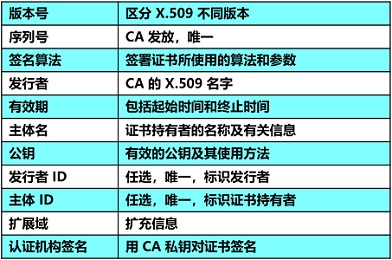 版本号 区分 X.509 不同版本
序列号 CA 发放，唯一
签名算法 签署证书所使用的算法和参数
发行者 CA 的 X.509 名字
有效期 包括起始时间和终止时间
主体名 证书持有者的名称及有关信息
公钥 有效的公钥及其使用方法
发行者 ID 任选，唯一，标识发行者
主体 ID 任选，唯一，标识证书持有者
扩展域 扩充信息
认证机构签名 用 CA 私钥对证书签名